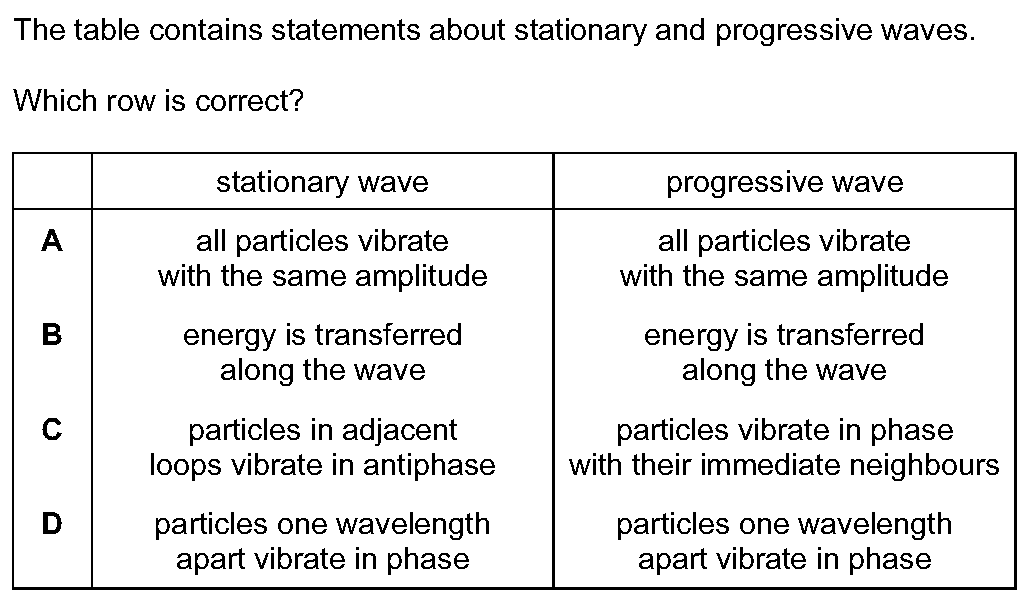 The table contains statements about stationary and progressive waves.
Which row is correct?
stationary wave progressive wave
A all particles vibrate all particles vibrate
with the same amplitude with the same amplitude
B energy is transferred energy is transferred
along the wave along the wave
C particles in adjacent particles vibrate in phase
loops vibrate in antiphase with their immediate neighbours
D particles one wavelength particles one wavelength
apart vibrate in phase apart vibrate in phase